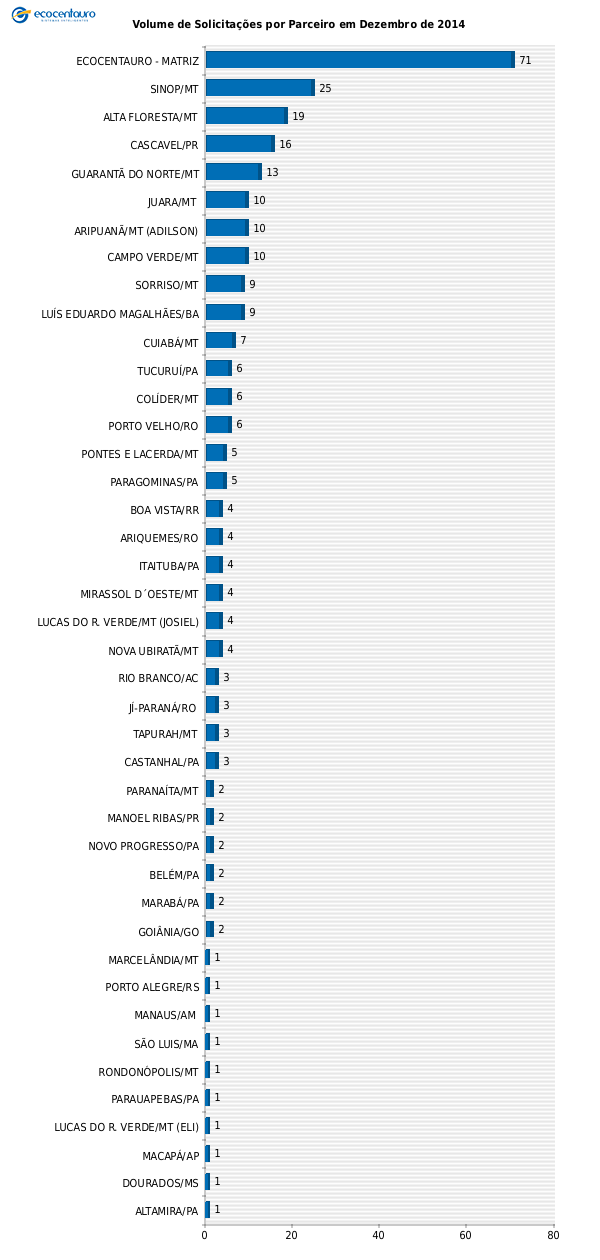 ecocentauro
Volume de Solicitações por Parceiro em Dezembro de 2014
ECOCENTAURO - MATRIZ 71
SINOP/MT 25
ALTA FLORESTA/MT 19
CASCAVEL/PR 16
GUARANTÃ DO NORTE/MT 13
JUARA/MT 10
ARIPUANÃ/MT (ADILSON) 10
CAMPO VERDE/MT 10
SORRISO/MT 9
LUÍS EDUARDO MAGALHÃES/BA 9
CUIABÁ/MT 7
TUCURUÍ/PA 6
COLÍDER/MT 6
PORTO VELHO/RO 6
PONTES E LACERDA/MT 5
PARAGOMINAS/PA 5
BOA VISTA/RR 4
ARIQUEMES/RO 4
ITAITUBA/PA 4
MIRASSOL D´OESTE/MT 4
LUCAS DO R. VERDE/MT (JOSIEL) 4
NOVA UBIRATÃ/MT 4
RIO BRANCO/AC 3
JÍ-PARANÁ/RO 3
TAPURAH/MT 3
CASTANHAL/PA 3
PARANAÍTA/MT 2
MANOEL RIBAS/PR 2
NOVO PROGRESSO/PA 2
BELÉM/PA 2
MARABÁ/PA 2
GOIÂNIA/GO 2
MARCELÂNDIA/MT 1
PORTO ALEGRE/RS 1
MANAUS/AM 1
SÃO LUIS/MA 1
RONDONÓPOLIS/MT 1
PARAUAPEBAS/PA 1
LUCAS DO R. VERDE/MT (ELI) 1
MACAPÁ/AP 1
DOURADOS/MS 1
ALTAMIRA/PA 1
0 20 40 60 80